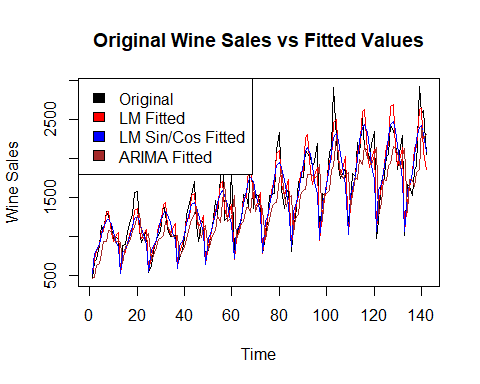 Original Wine Sales vs Fitted Values
Original
LM Fitted
LM Sin/Cos Fitted
ARIMA Fitted
Wine Sales
500
1500
2500
0 20 40 60 80 100 120 140
Time